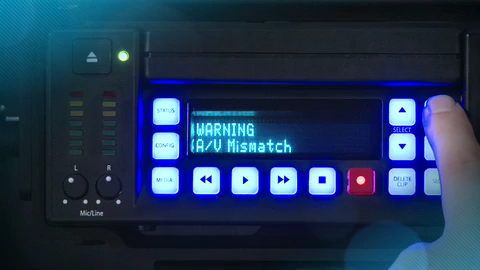 STATUS
WARNING
A/V Mismatch
CONFIG
SELECT
MEDIA
DELETE
CLIP
L
R
Mic/Line